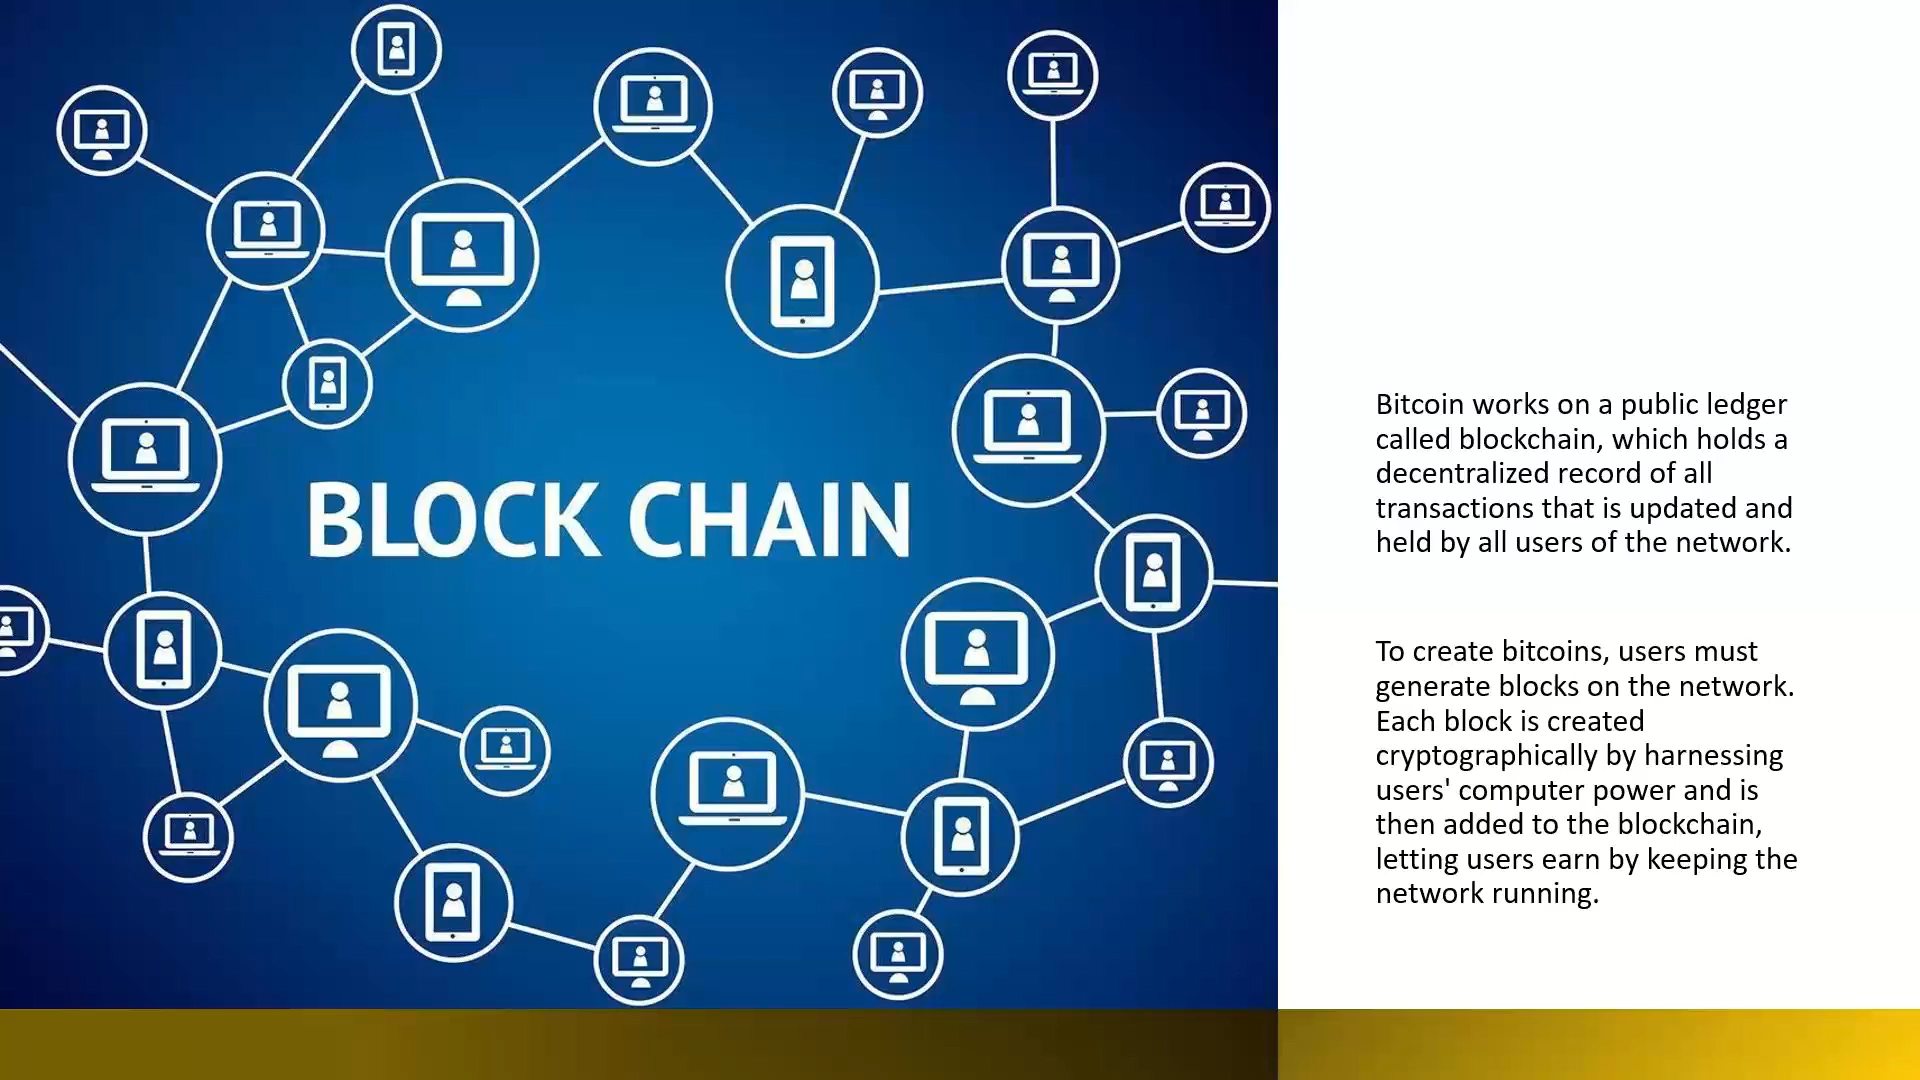 BLOCK CHAIN
Bitcoin works on a public ledger
called blockchain, which holds a
decentralized record of all
transactions that is updated and
held by all users of the network.
To create bitcoins, users must
generate blocks on the network.
Each block is created
cryptographically by harnessing
users' computer power and is
then added to the blockchain,
letting users earn by keeping the
network running.